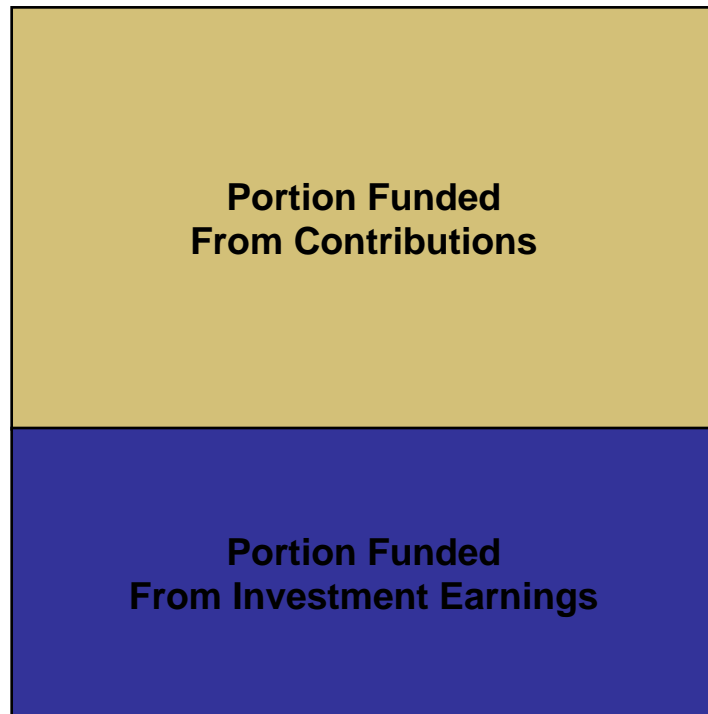 Portion Funded
From Contributions
Portion Funded
From Investment Earnings